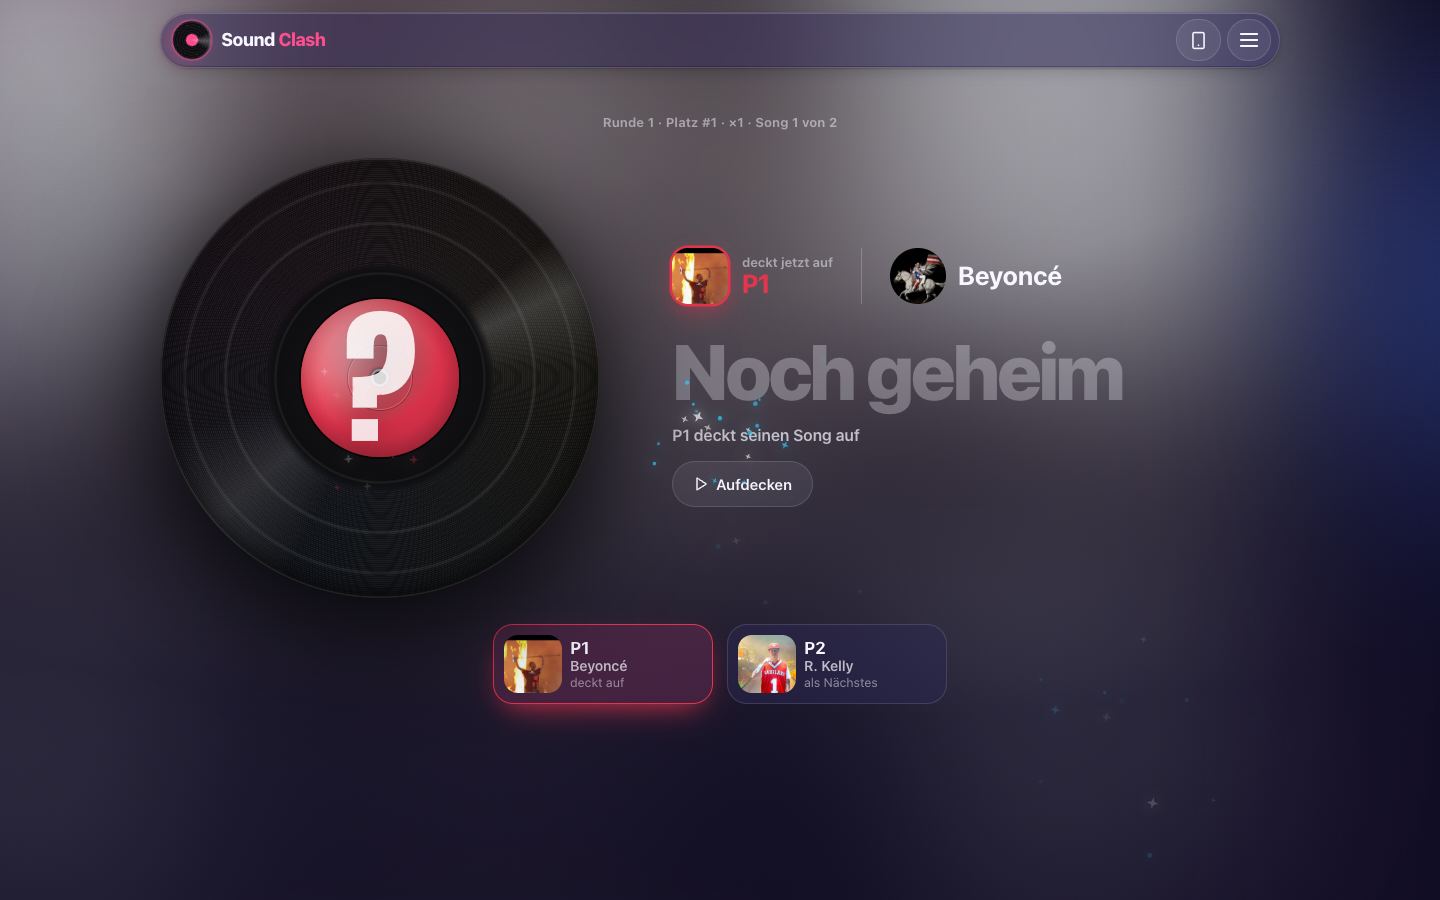 Sound Clash
Runde 1 · Platz #1 · ×1 · Song 1 von 2
?
deckt jetzt auf
P1
Beyoncé
Noch geheim
P1 deckt seinen Song auf
Aufdecken
P1
Beyoncé
deckt auf
P2
R. Kelly
als Nächstes